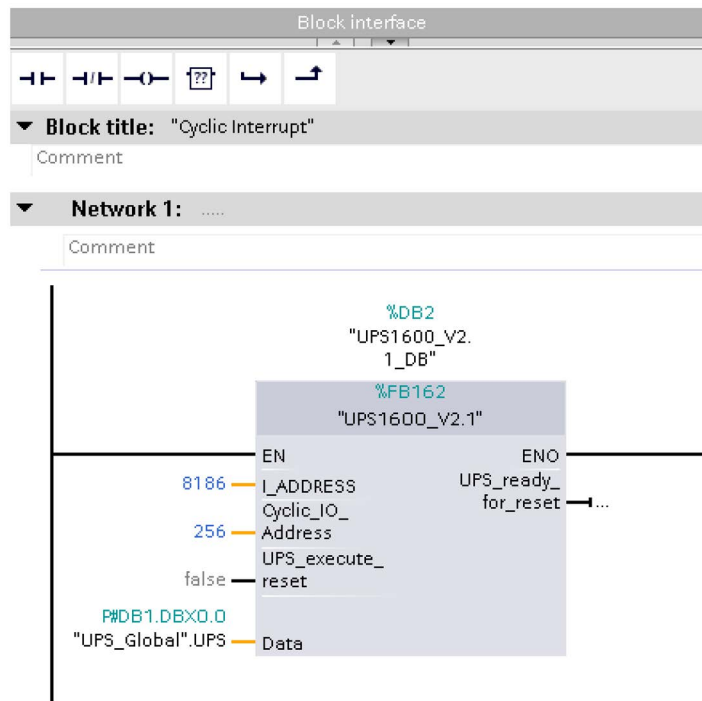 Block interface
??
Block title: "Cyclic Interrupt"
Comment
Network 1: .....
Comment
%DB2
"UPS1600_V2.
1_DB"
%FB162
"UPS1600_V2.1"
EN
ENO
8186
I_ADDRESS
UPS_ready_
for_reset
...
Cyclic_IO_
256
Address
UPS_execute_
false
reset
P#DB1.DBX0.0
"UPS_Global".UPS
Data